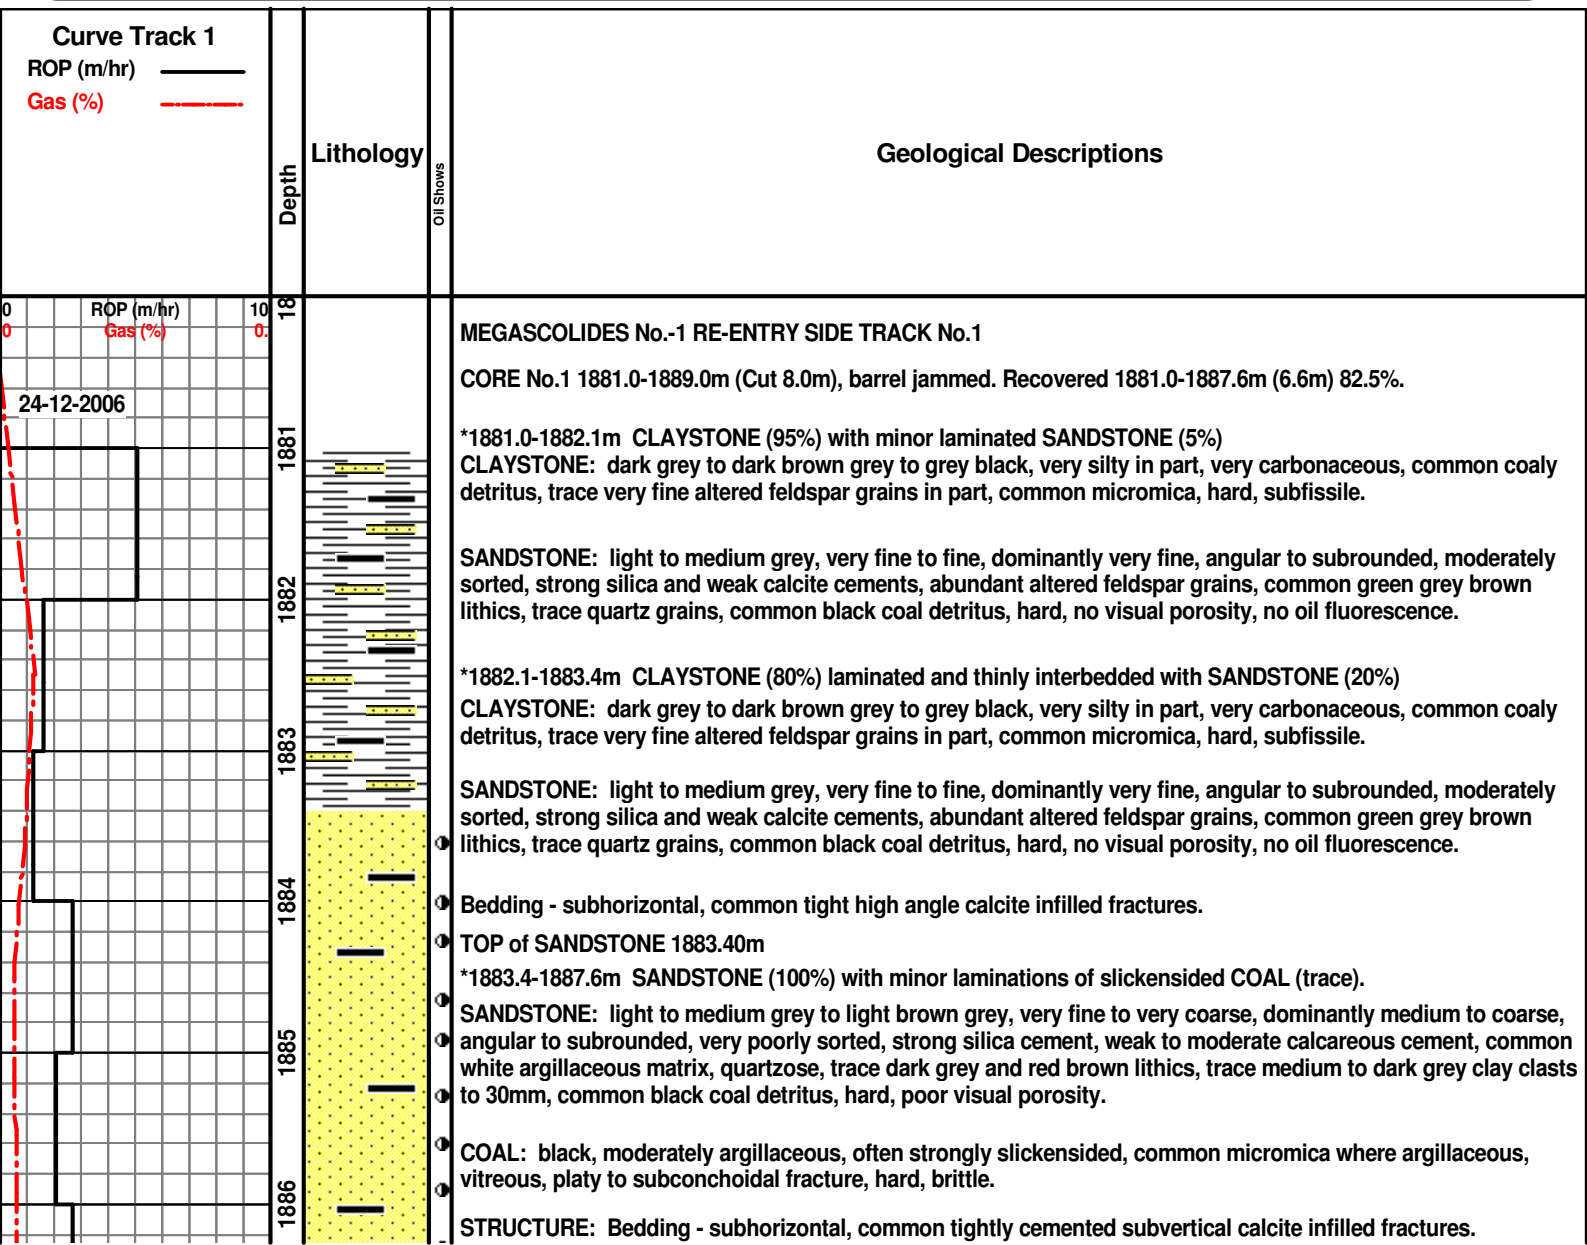 Curve Track 1
ROP (m/hr)
Gas (%)
Depth
Lithology
Oil Shows
Geological Descriptions
0 ROP (m/hr) 10
0 Gas (%) 0.
18
MEGASCOLIDES No.-1 RE-ENTRY SIDE TRACK No.1
CORE No.1 1881.0-1889.0m (Cut 8.0m), barrel jammed. Recovered 1881.0-1887.6m (6.6m) 82.5%.
24-12-2006
1881
*1881.0-1882.1m CLAYSTONE (95%) with minor laminated SANDSTONE (5%)
CLAYSTONE: dark grey to dark brown grey to grey black, very silty in part, very carbonaceous, common coaly
detritus, trace very fine altered feldspar grains in part, common micromica, hard, subfissile.
SANDSTONE: light to medium grey, very fine to fine, dominantly very fine, angular to subrounded, moderately
sorted, strong silica and weak calcite cements, abundant altered feldspar grains, common green grey brown
lithics, trace quartz grains, common black coal detritus, hard, no visual porosity, no oil fluorescence.
1882
*1882.1-1883.4m CLAYSTONE (80%) laminated and thinly interbedded with SANDSTONE (20%)
CLAYSTONE: dark grey to dark brown grey to grey black, very silty in part, very carbonaceous, common coaly
detritus, trace very fine altered feldspar grains in part, common micromica, hard, subfissile.
1883
SANDSTONE: light to medium grey, very fine to fine, dominantly very fine, angular to subrounded, moderately
sorted, strong silica and weak calcite cements, abundant altered feldspar grains, common green grey brown
lithics, trace quartz grains, common black coal detritus, hard, no visual porosity, no oil fluorescence.
1884
Bedding - subhorizontal, common tight high angle calcite infilled fractures.
TOP of SANDSTONE 1883.40m
*1883.4-1887.6m SANDSTONE (100%) with minor laminations of slickensided COAL (trace).
SANDSTONE: light to medium grey to light brown grey, very fine to very coarse, dominantly medium to coarse,
angular to subrounded, very poorly sorted, strong silica cement, weak to moderate calcareous cement, common
white argillaceous matrix, quartzose, trace dark grey and red brown lithics, trace medium to dark grey clay clasts
to 30mm, common black coal detritus, hard, poor visual porosity.
1885
COAL: black, moderately argillaceous, often strongly slickensided, common micromica where argillaceous,
vitreous, platy to subconchoidal fracture, hard, brittle.
1886
STRUCTURE: Bedding - subhorizontal, common tightly cemented subvertical calcite infilled fractures.